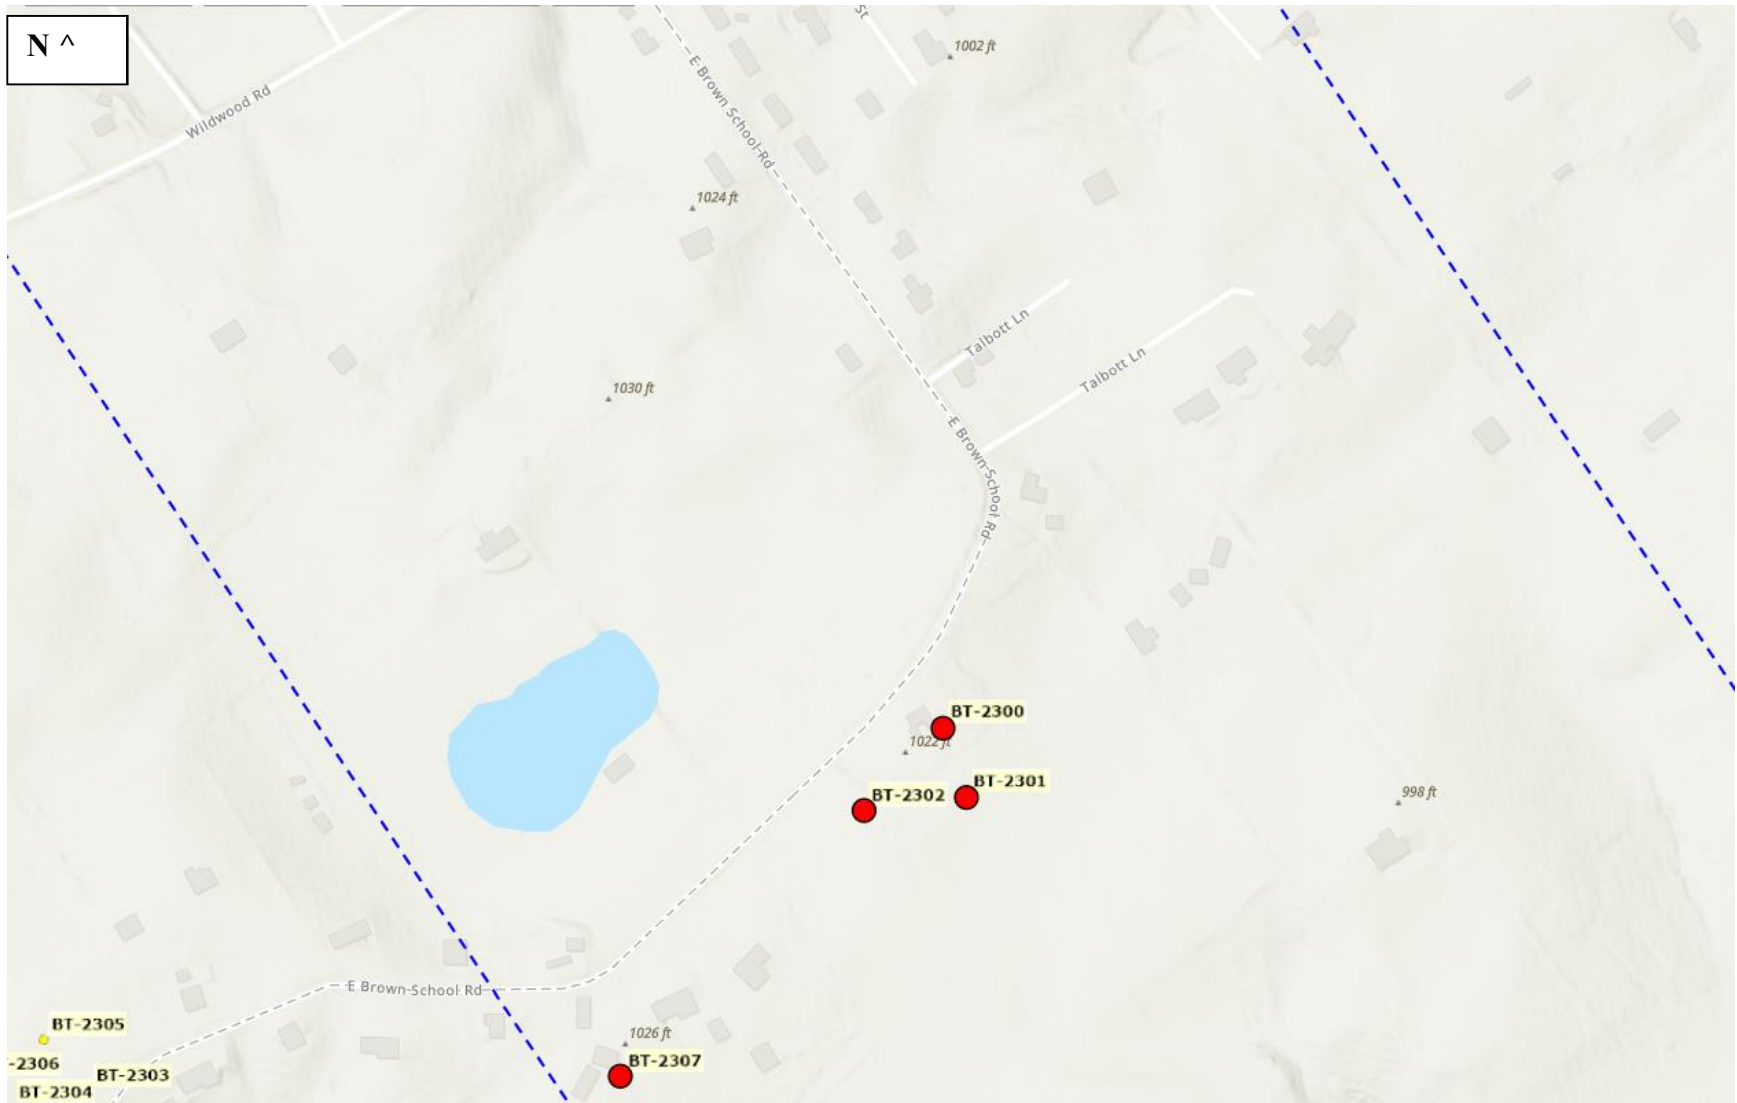 N ^
St
1002 ft
E Brown School Rd
Wildwood Rd
1024 ft
Talbott Ln
Talbott Ln
1030 ft
E Brown School Rd
BT-2300
1022 ft
BT-2301
BT-2302
998 ft
E Brown School Rd
BT-2305
1026 ft
BT-2307
-2306
BT-2303
BT-2304